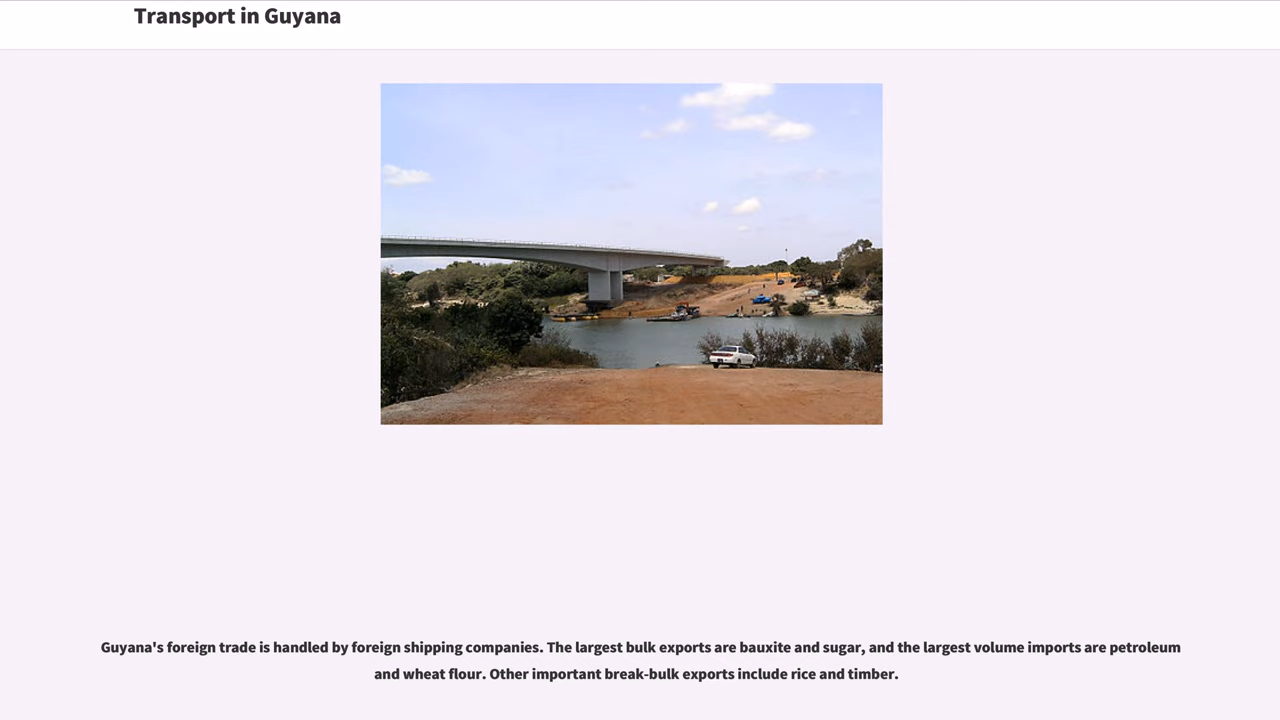 Transport in Guyana
Guyana's foreign trade is handled by foreign shipping companies. The largest bulk exports are bauxite and sugar, and the largest volume imports are petroleum
and wheat flour. Other important break-bulk exports include rice and timber.